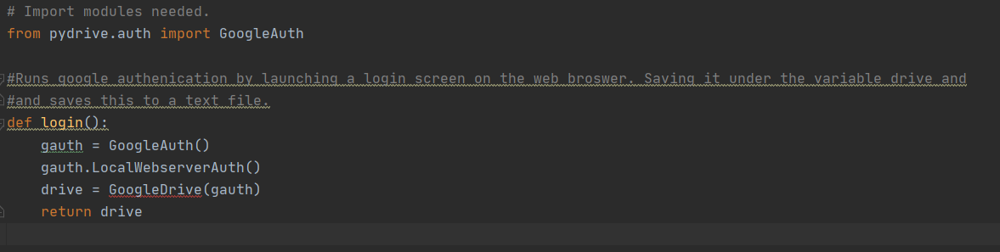 # Import modules needed.
from pydrive.auth import GoogleAuth
#Runs google authenication by launching a login screen on the web broswer. Saving it under the variable drive and
#and saves this to a text file.
def login():
gauth = GoogleAuth()
gauth.LocalWebserverAuth()
drive = GoogleDrive(gauth)
return drive